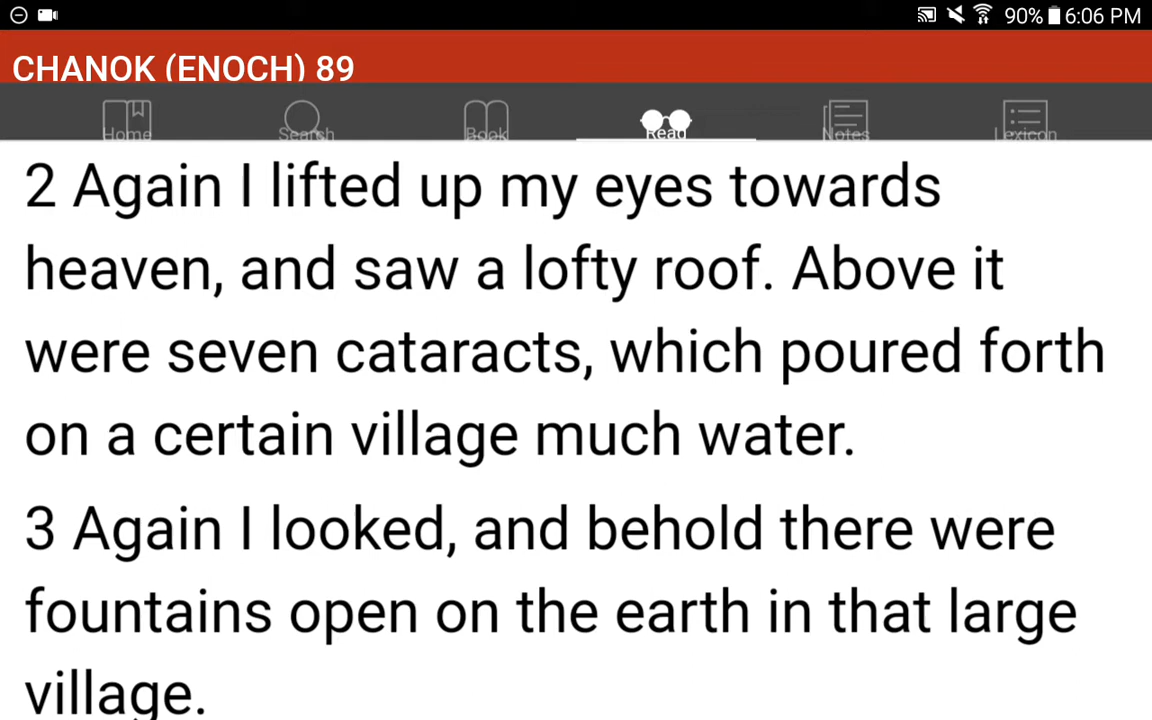 90% 6:06 PM
CHANOK (ENOCH) 89
Home Search Book Read Notes Lexicon
2 Again I lifted up my eyes towards
heaven, and saw a lofty roof. Above it
were seven cataracts, which poured forth
on a certain village much water.
3 Again I looked, and behold there were
fountains open on the earth in that large
village.